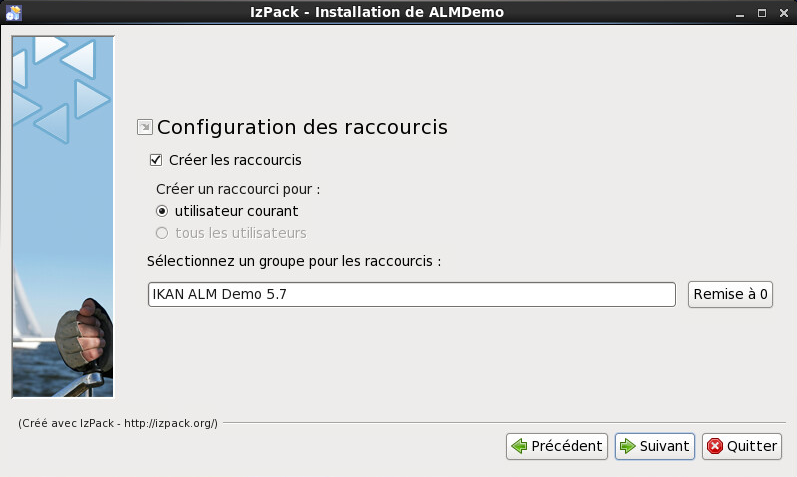 IzPack - Installation de ALMDemo
Configuration des raccourcis
Créer les raccourcis
Créer un raccourci pour :
utilisateur courant
tous les utilisateurs
Sélectionnez un groupe pour les raccourcis :
IKAN ALM Demo 5.7
Remise à 0
(Créé avec IzPack - http://izpack.org/)
Précédent
Suivant
Quitter